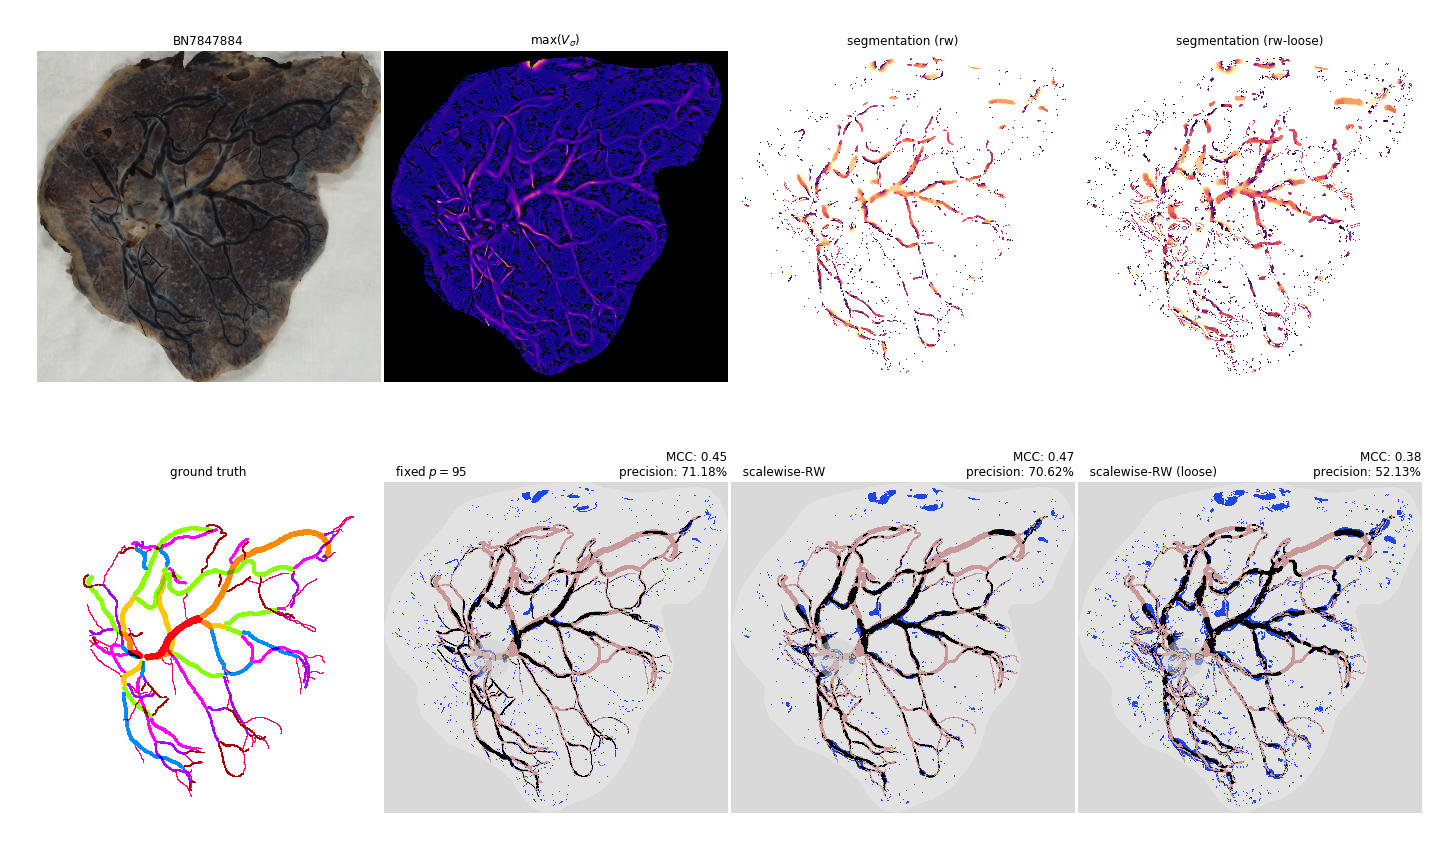 BN7847884
max(V_σ)
segmentation (rw)
segmentation (rw-loose)
ground truth
fixed p = 95
MCC: 0.45
precision: 71.18%
scalewise-RW
MCC: 0.47
precision: 70.62%
scalewise-RW (loose)
MCC: 0.38
precision: 52.13%